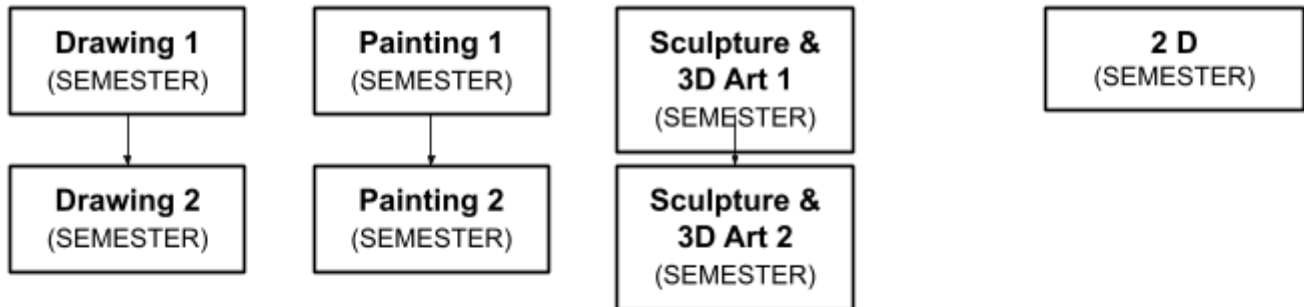 Drawing 1
(SEMESTER)
Painting 1
(SEMESTER)
Sculpture &
3D Art 1
(SEMESTER)
2 D
(SEMESTER)
Drawing 2
(SEMESTER)
Painting 2
(SEMESTER)
Sculpture &
3D Art 2
(SEMESTER)